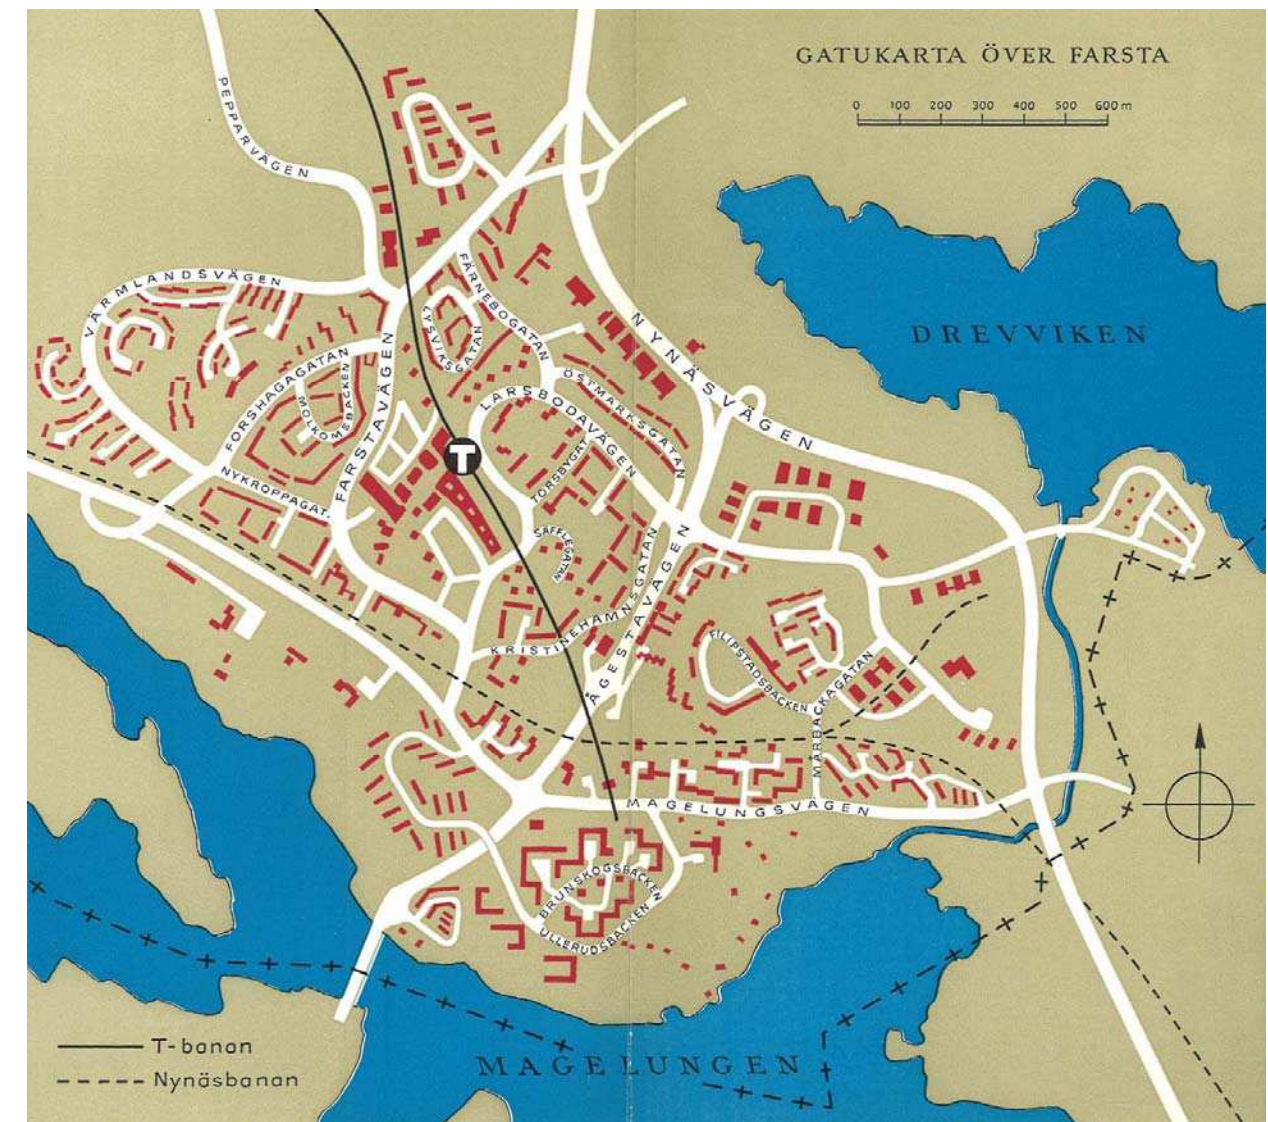 GATUKARTA ÖVER FARSTA
0 100 200 300 400 500 600 m
PEPPARVÄGEN
VÄRMLANDSVÄGEN
FÄRNEBOGATAN
LYSVIKSGATAN
NYNÄSVÄGEN
DREVVIKEN
FORSHAGAGATAN
MOLKOMSBACKEN
FARSTAVÄGEN
ÖSTMARKSGATAN
LARSBODAVÄGEN
T
TORSBYGAT.
NYKROPPAGAT.
SÄFFLEGATAN
KRISTINEHAMNSGATAN
ÅGESTAVÄGEN
FILIPSTADSBACKEN
MÅRBACKAGATAN
MAGELUNGSVÄGEN
BRUNSKOGSBACKEN
ULLERUDSBACKEN
T-banan
Nynäsbanan
MAGELUNGEN